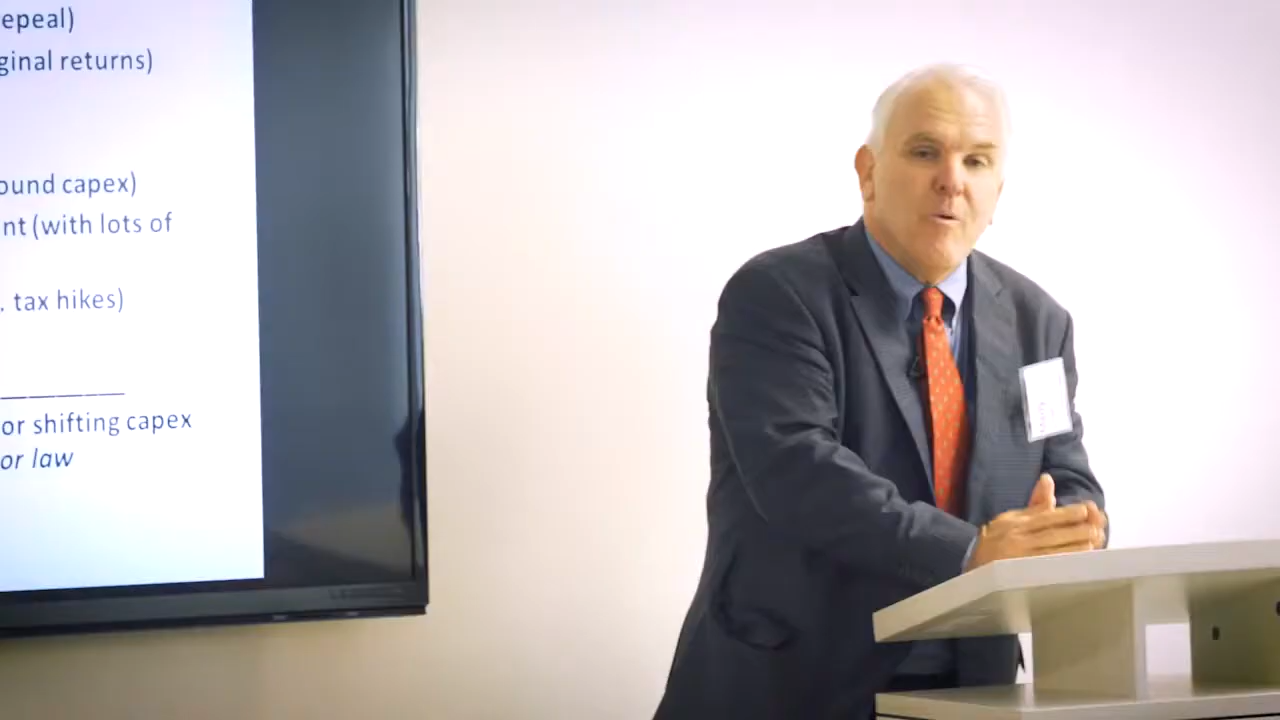 epeal)
ginal returns)
ound capex)
nt (with lots of
. tax hikes)
or shifting capex
or law